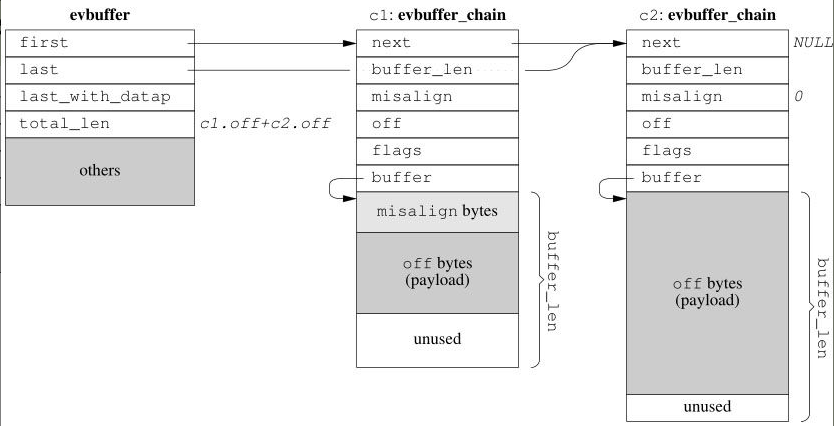 evbuffer
first
last
last_with_datap
total_len
c1.off+c2.off
others
c1: evbuffer_chain
next
buffer_len
misalign
off
flags
buffer
misalign bytes
off bytes
(payload)
unused
buffer_len
c2: evbuffer_chain
next
NULL
buffer_len
misalign
0
off
flags
buffer
off bytes
(payload)
unused
buffer_len